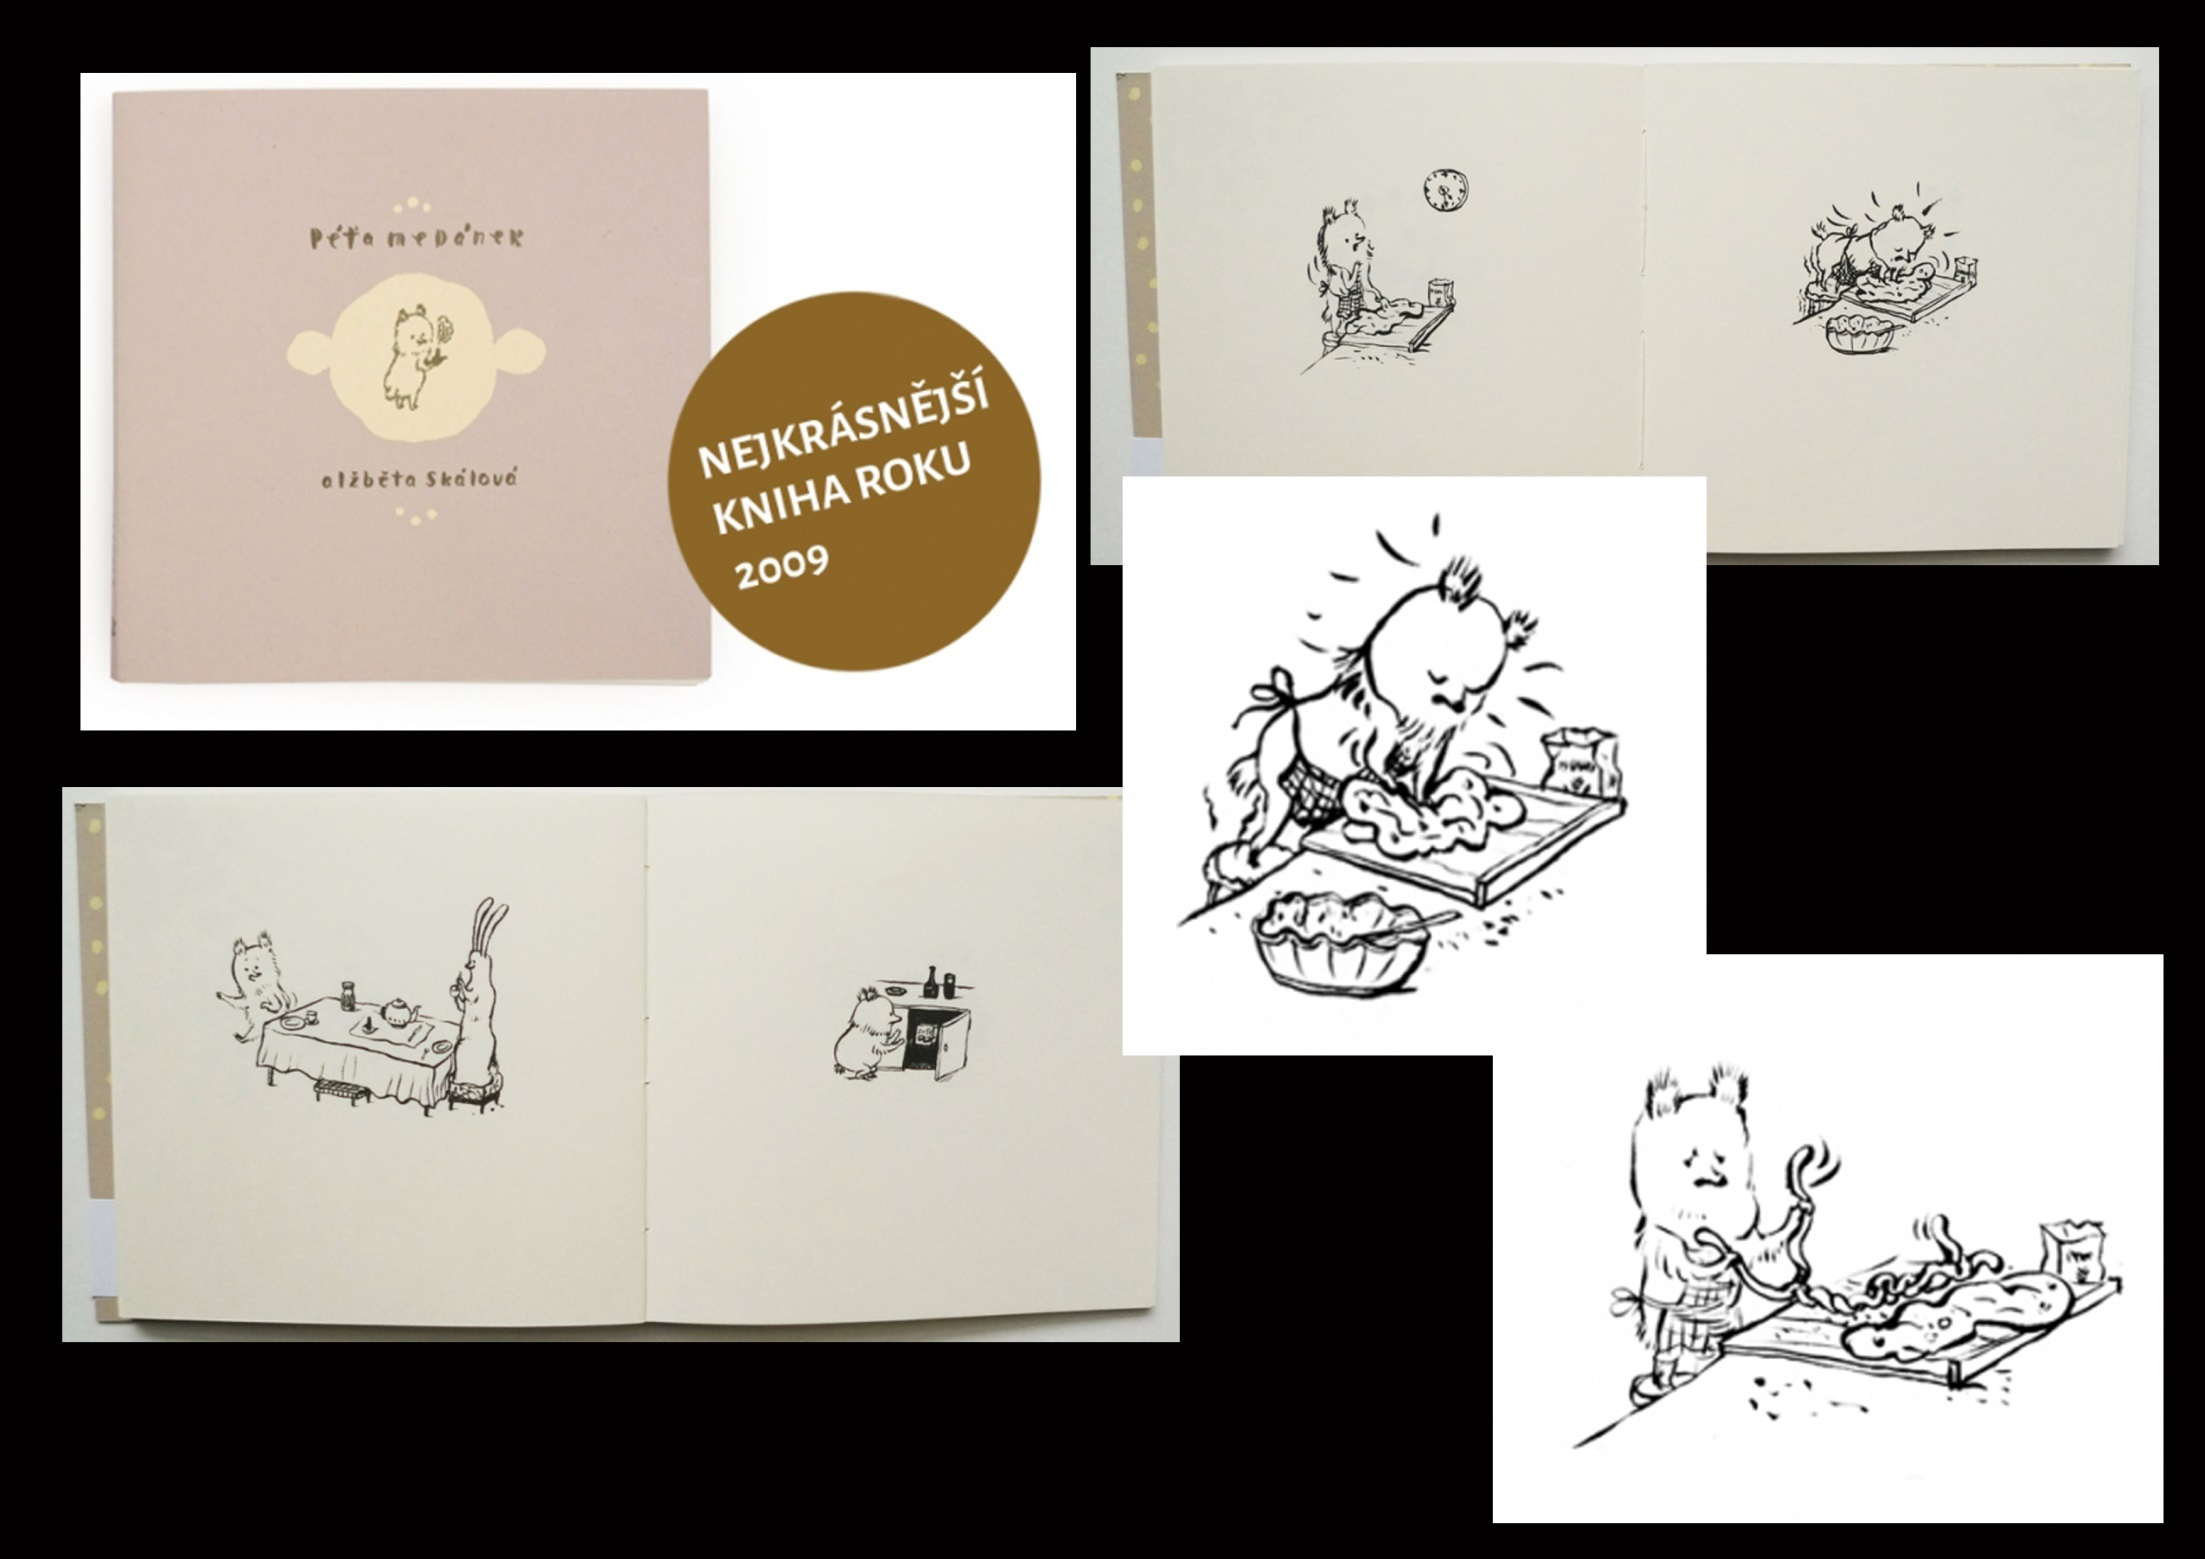 Péťa medánek
alžběta Skálová
NEJKRÁSNĚJŠÍ
KNIHA ROKU
2009